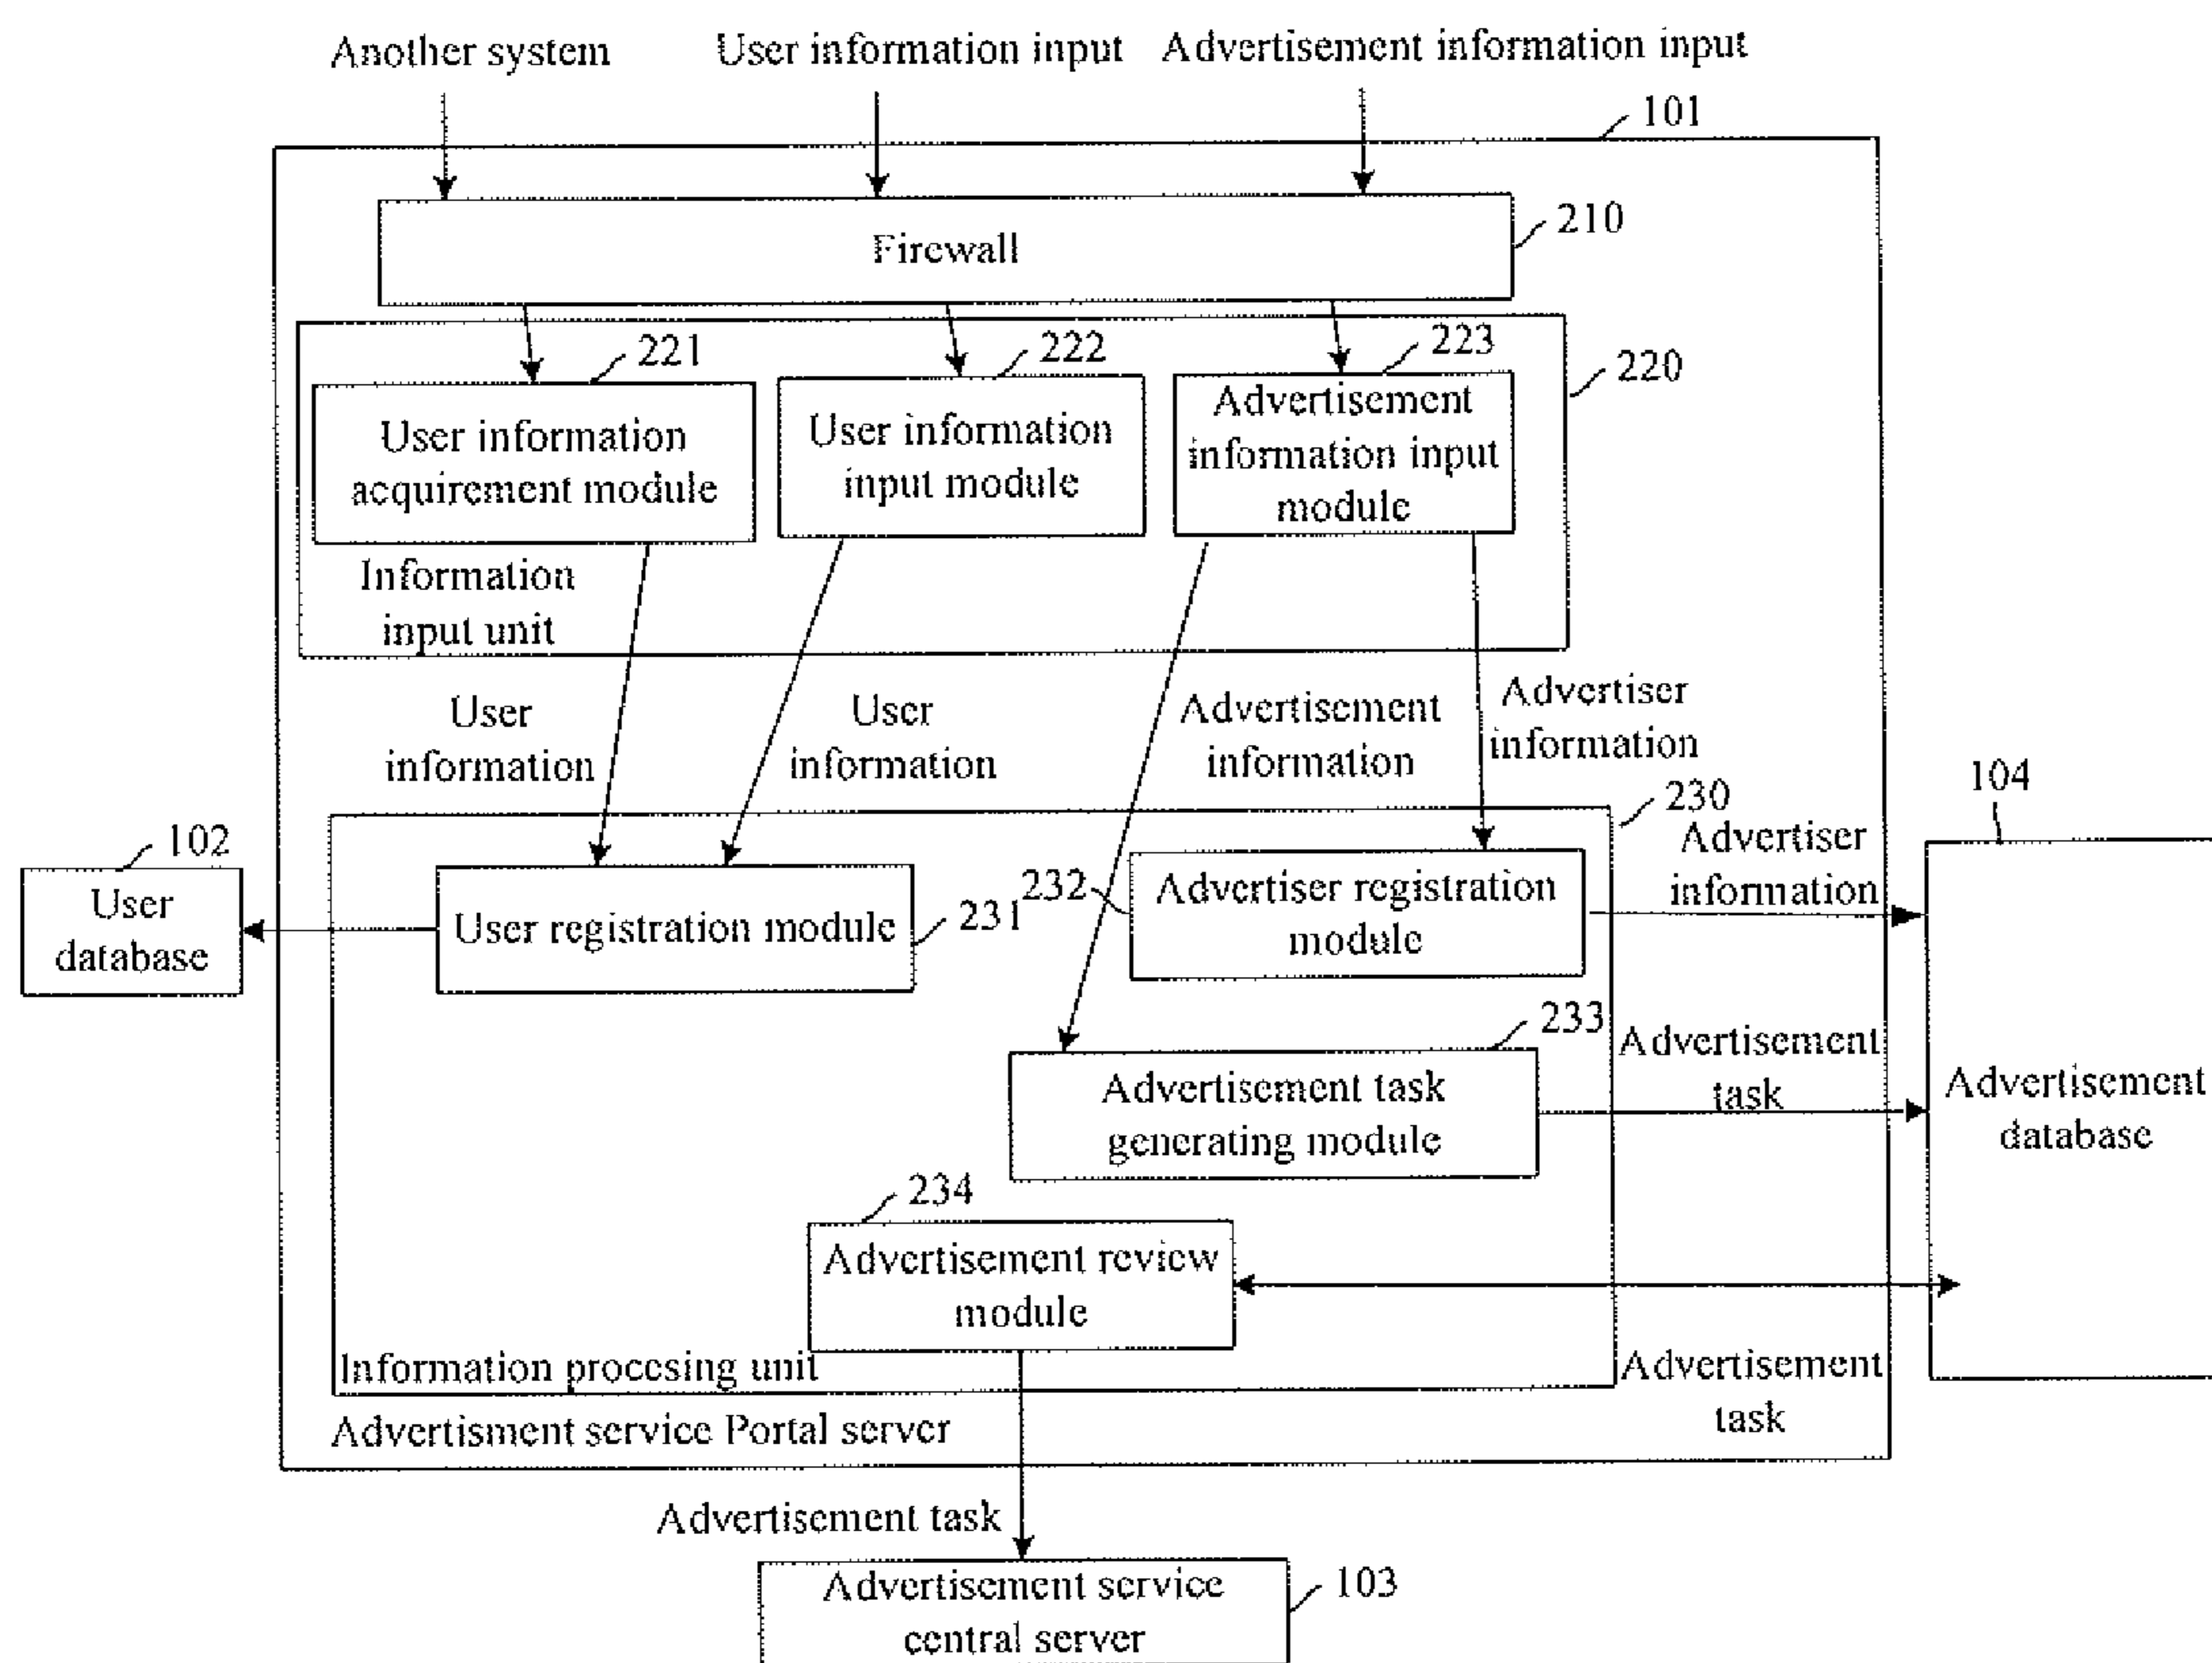 Another system
User information input
Advertisement information input
101
Firewall
210
221
222
223
220
User information
acquirement module
User information
input module
Advertisement
information input
module
Information
input unit
User
information
User
information
Advertisement
information
Advertiser
information
230
104
102
User
database
User registration module
231
232
Advertiser registration
module
Advertiser
information
233
Advertisement task
generating module
Advertisement
task
Advertisement
database
234
Advertisement review
module
Information procesing unit
Advertisement
task
Advertisment service Portal server
Advertisement task
Advertisement service
central server
103